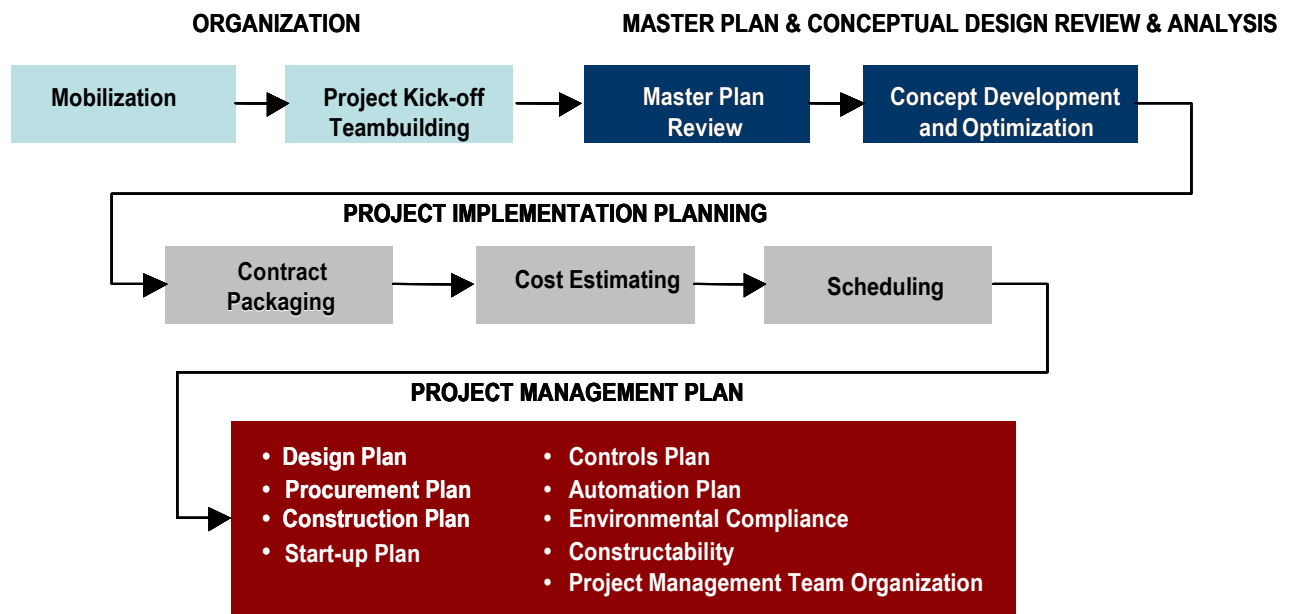 ORGANIZATION
MASTER PLAN & CONCEPTUAL DESIGN REVIEW & ANALYSIS
Mobilization
Project Kick-off
Teambuilding
Master Plan
Review
Concept Development
and Optimization
PROJECT IMPLEMENTATION PLANNING
Contract
Packaging
Cost Estimating
Scheduling
PROJECT MANAGEMENT PLAN
• Design Plan
• Procurement Plan
• Construction Plan
• Start-up Plan
• Controls Plan
• Automation Plan
• Environmental Compliance
• Constructability
• Project Management Team Organization